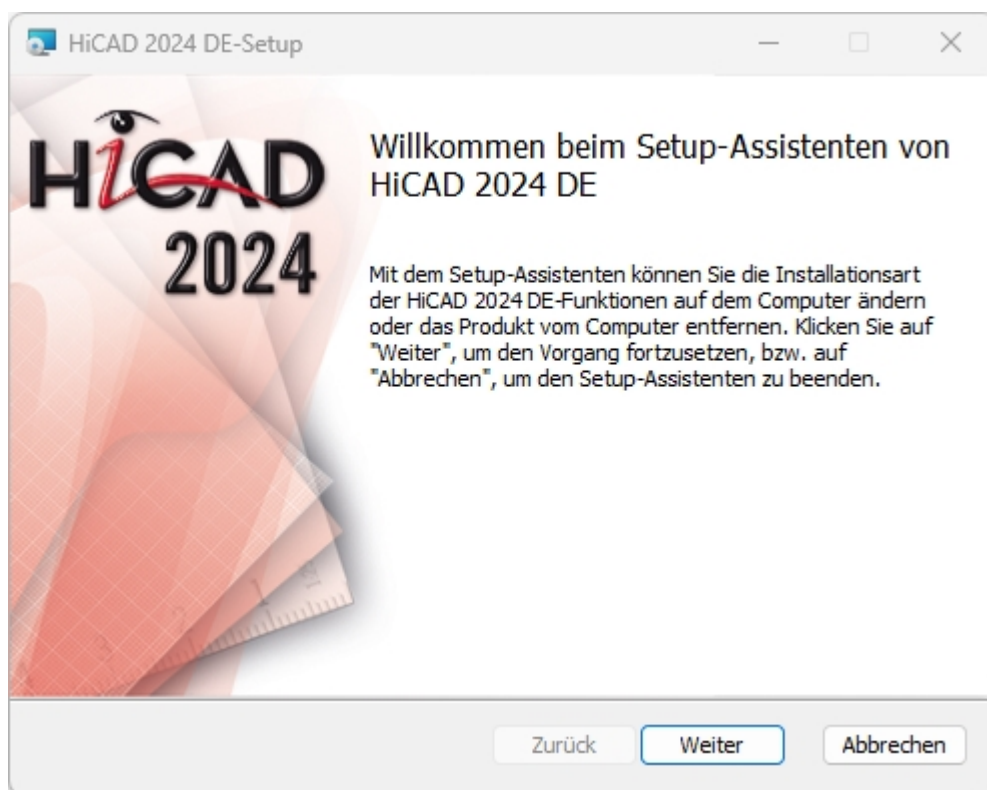 HiCAD 2024 DE-Setup
HiCAD
2024
Willkommen beim Setup-Assistenten von
HiCAD 2024 DE
Mit dem Setup-Assistenten können Sie die Installationsart
der HiCAD 2024 DE-Funktionen auf dem Computer ändern
oder das Produkt vom Computer entfernen. Klicken Sie auf
"Weiter", um den Vorgang fortzusetzen, bzw. auf
"Abbrechen", um den Setup-Assistenten zu beenden.
Zurück
Weiter
Abbrechen